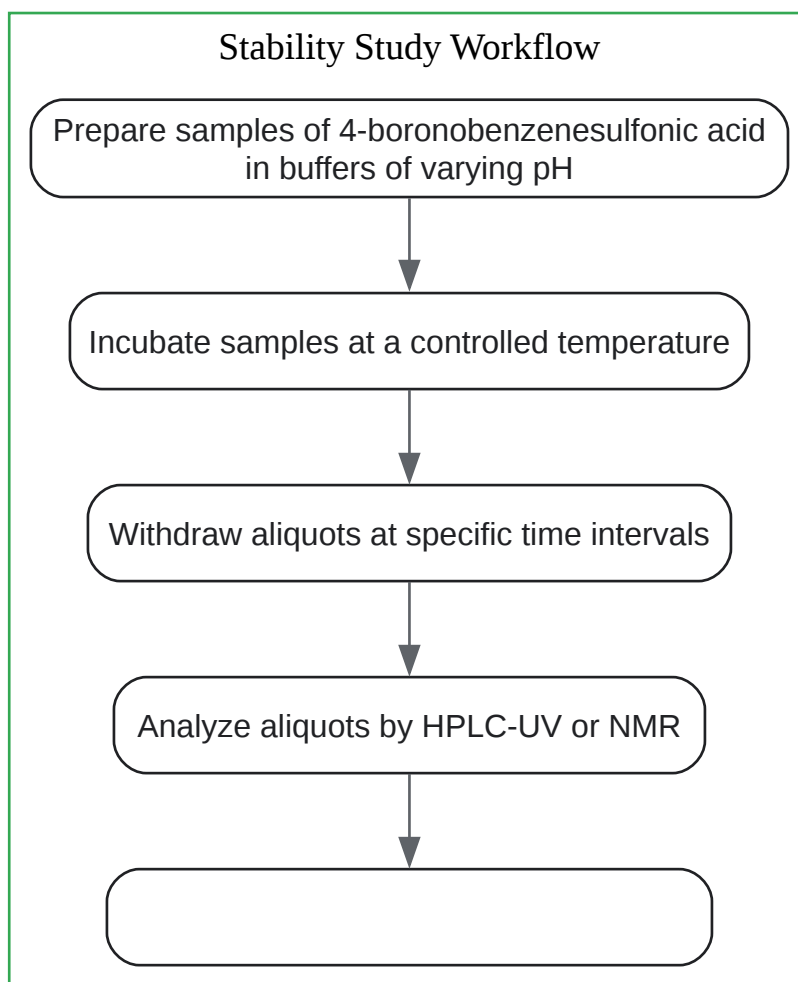 Stability Study Workflow
Prepare samples of 4-boronobenzenesulfonic acid
in buffers of varying pH
Incubate samples at a controlled temperature
Withdraw aliquots at specific time intervals
Analyze aliquots by HPLC-UV or NMR